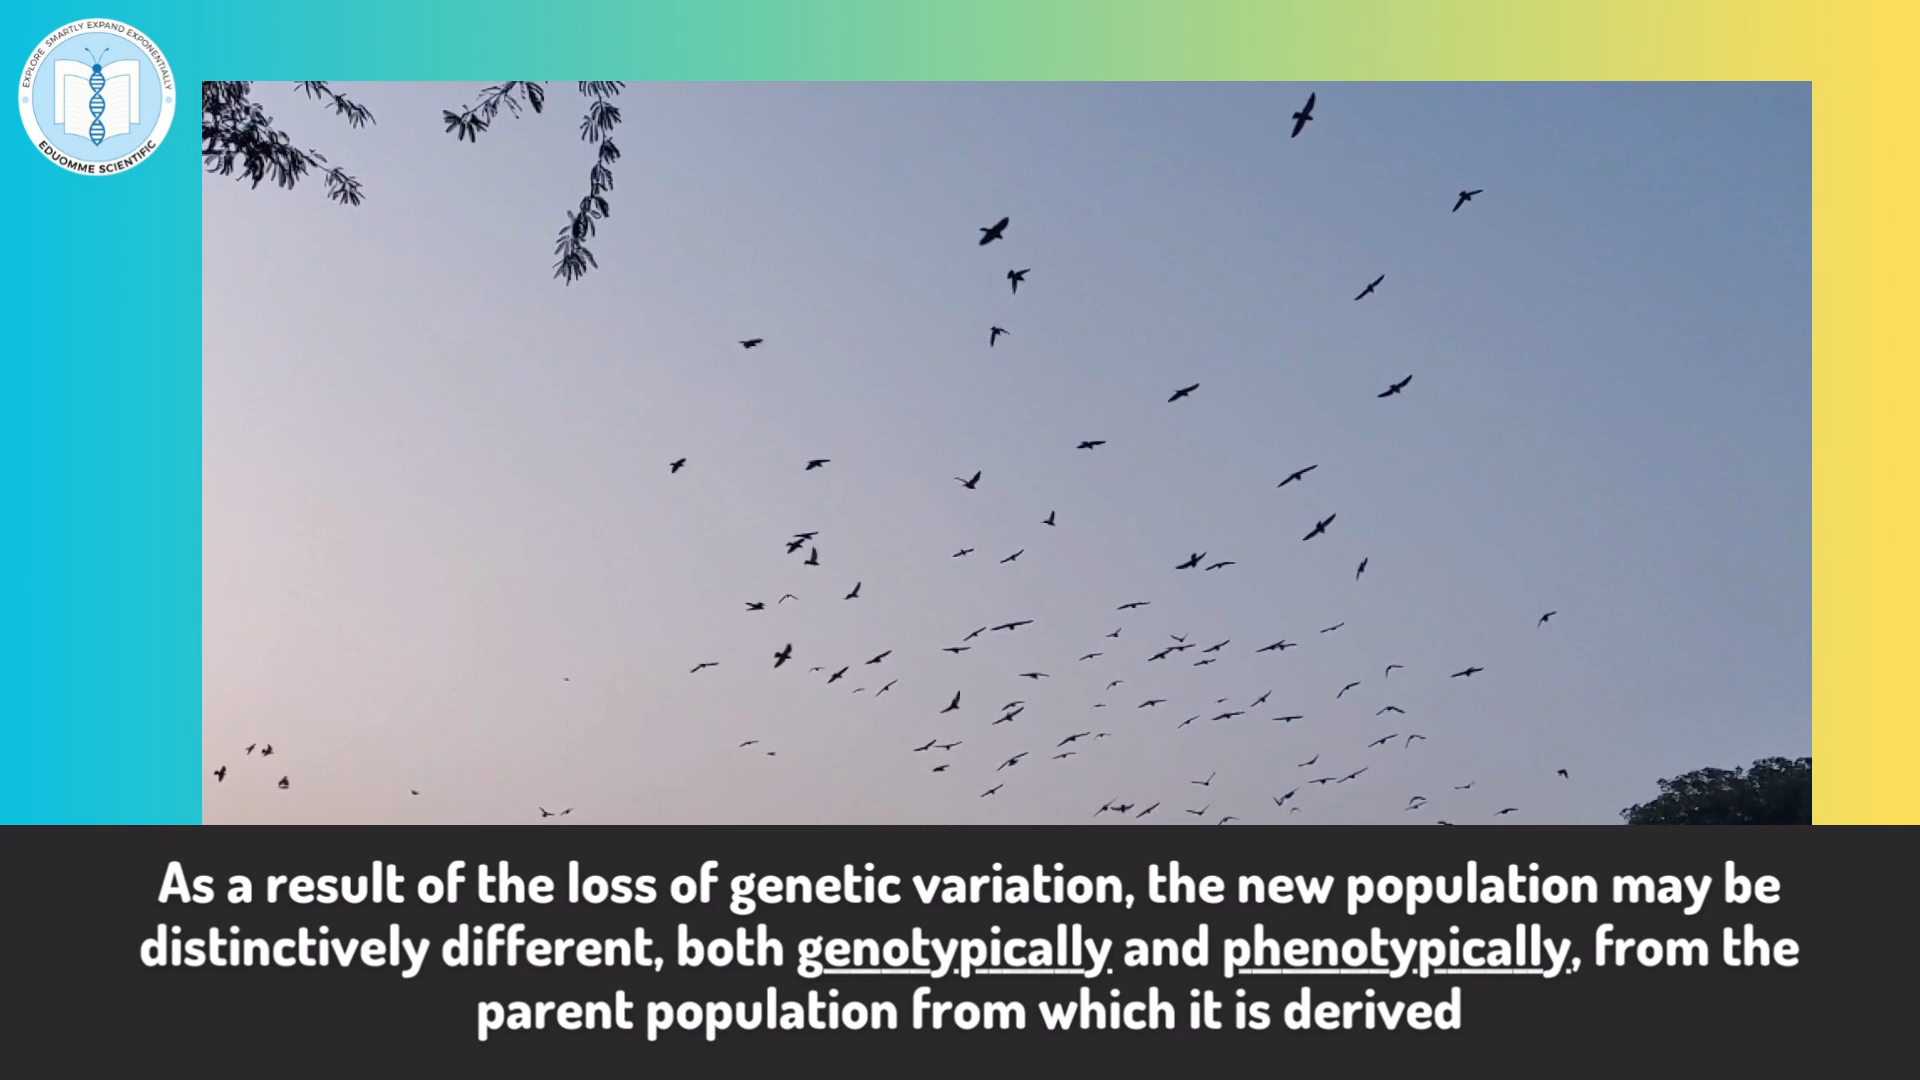 EXPLORE SMARTLY EXPAND EXPONENTIALLY
EDUOMME SCIENTIFIC
As a result of the loss of genetic variation, the new population may be
distinctively different, both genotypically and phenotypically, from the
parent population from which it is derived